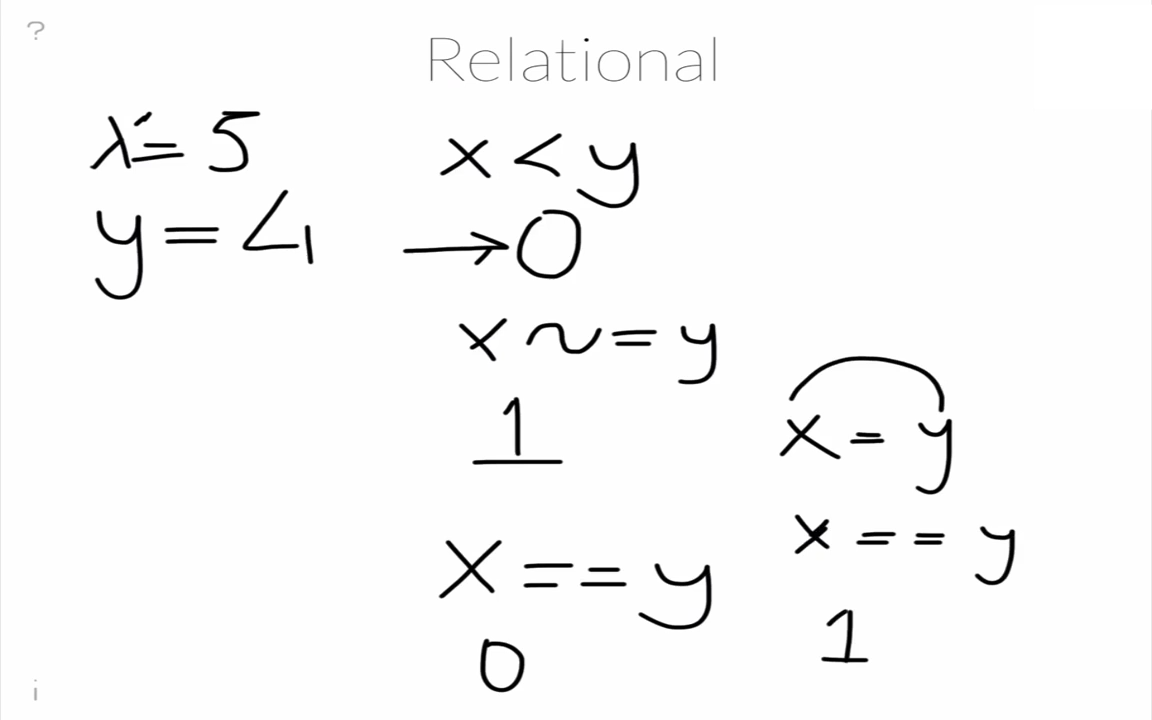 ?
Relational
x = 5
y = 4
x < y
→ 0
x ~= y
1
x == y
0
x = y
x == y
1
i